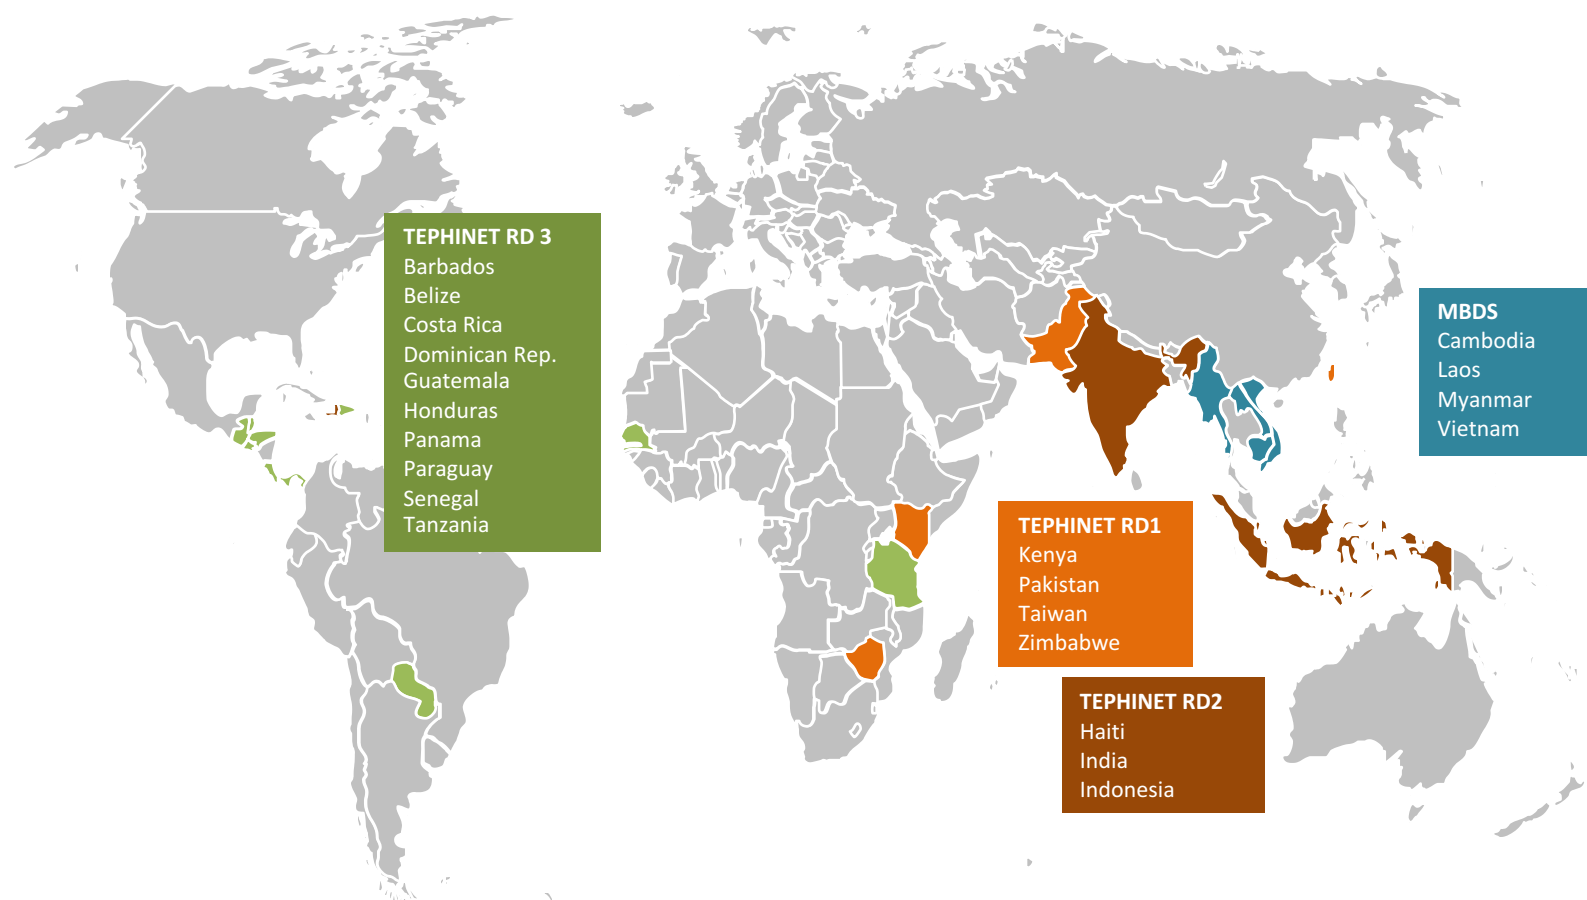 TEPHINET RD 3
Barbados
Belize
Costa Rica
Dominican Rep.
Guatemala
Honduras
Panama
Paraguay
Senegal
Tanzania
MBDS
Cambodia
Laos
Myanmar
Vietnam
TEPHINET RD1
Kenya
Pakistan
Taiwan
Zimbabwe
TEPHINET RD2
Haiti
India
Indonesia